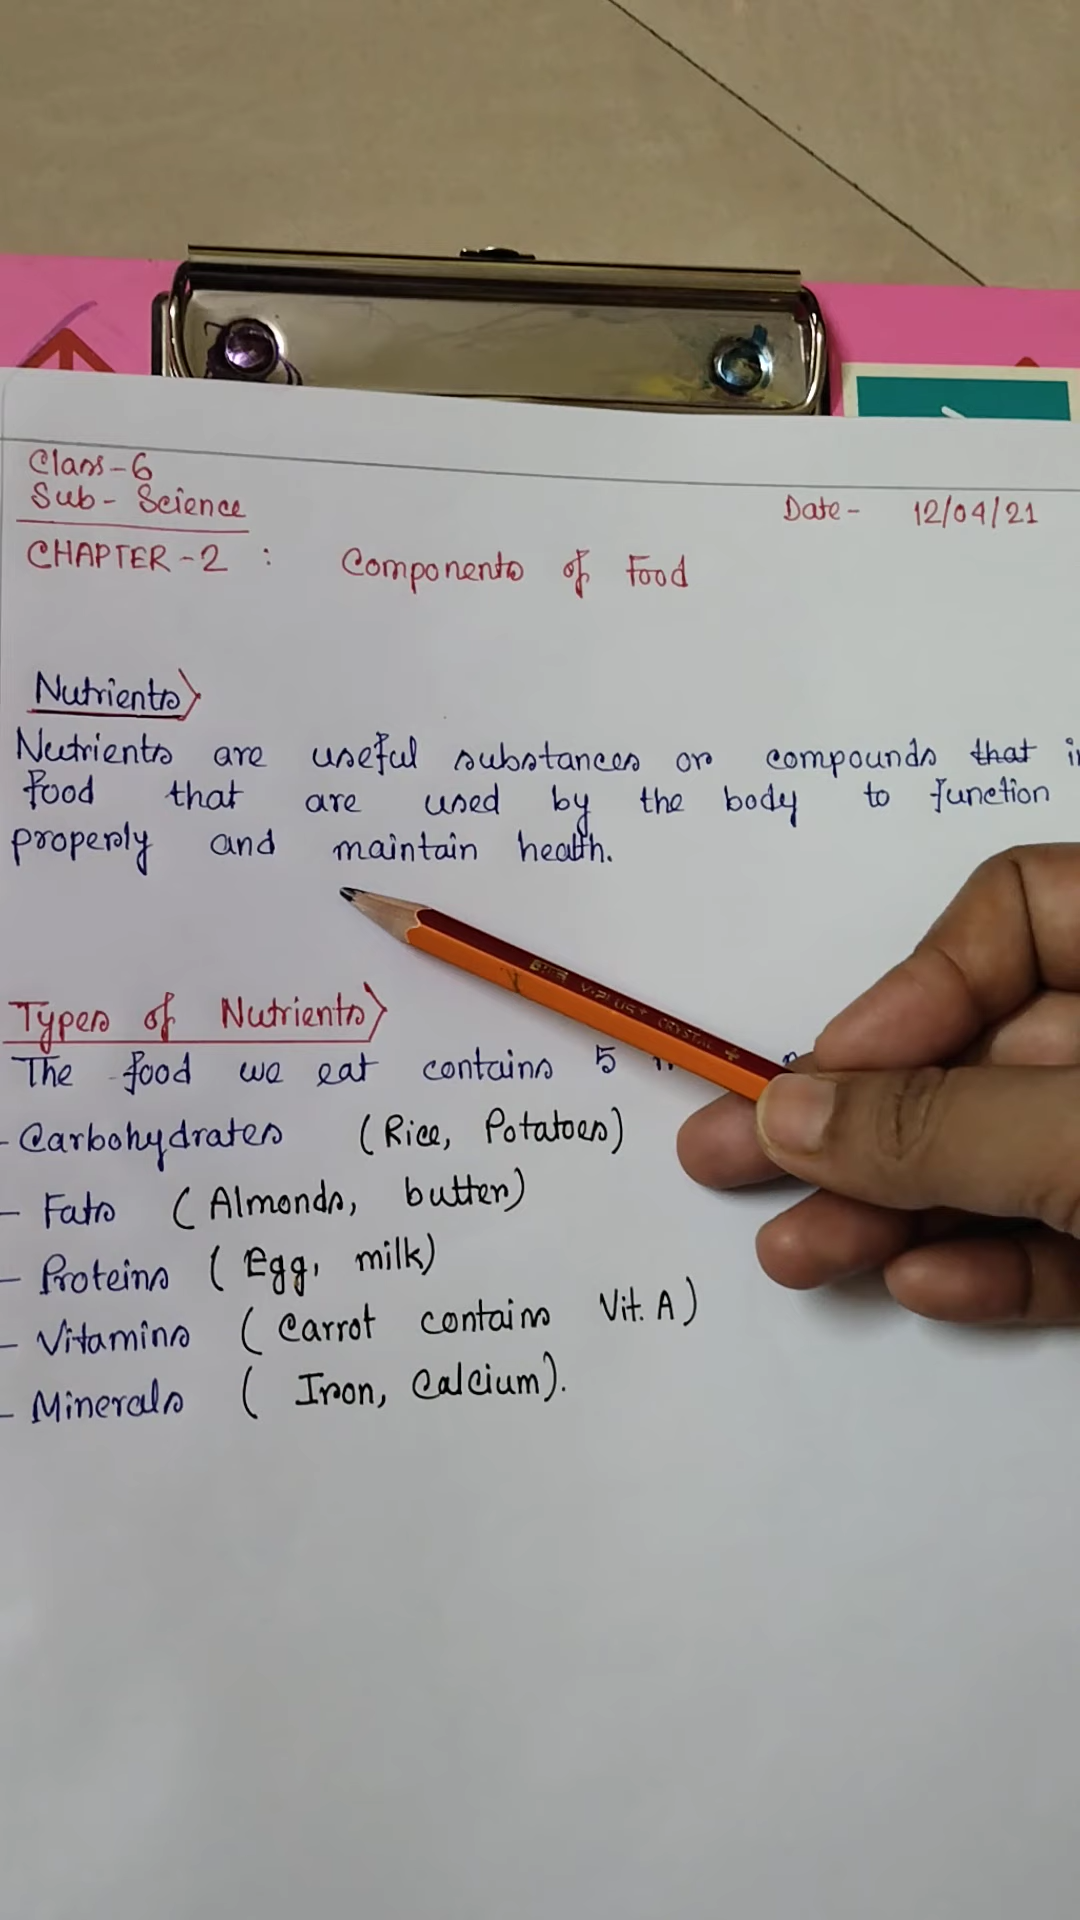 Class-6
Sub- Science
Date- 12/04/21
CHAPTER-2 : Components of Food
Nutrients
Nutrients are useful substances or compounds that in
food that are used by the body to function
properly and maintain health.
Types of Nutrients
The food we eat contains 5
- Carbohydrates (Rice, Potatoes)
- Fats (Almonds, butter)
- Proteins (Egg, milk)
- Vitamins (Carrot contains Vit. A)
- Minerals (Iron, Calcium).